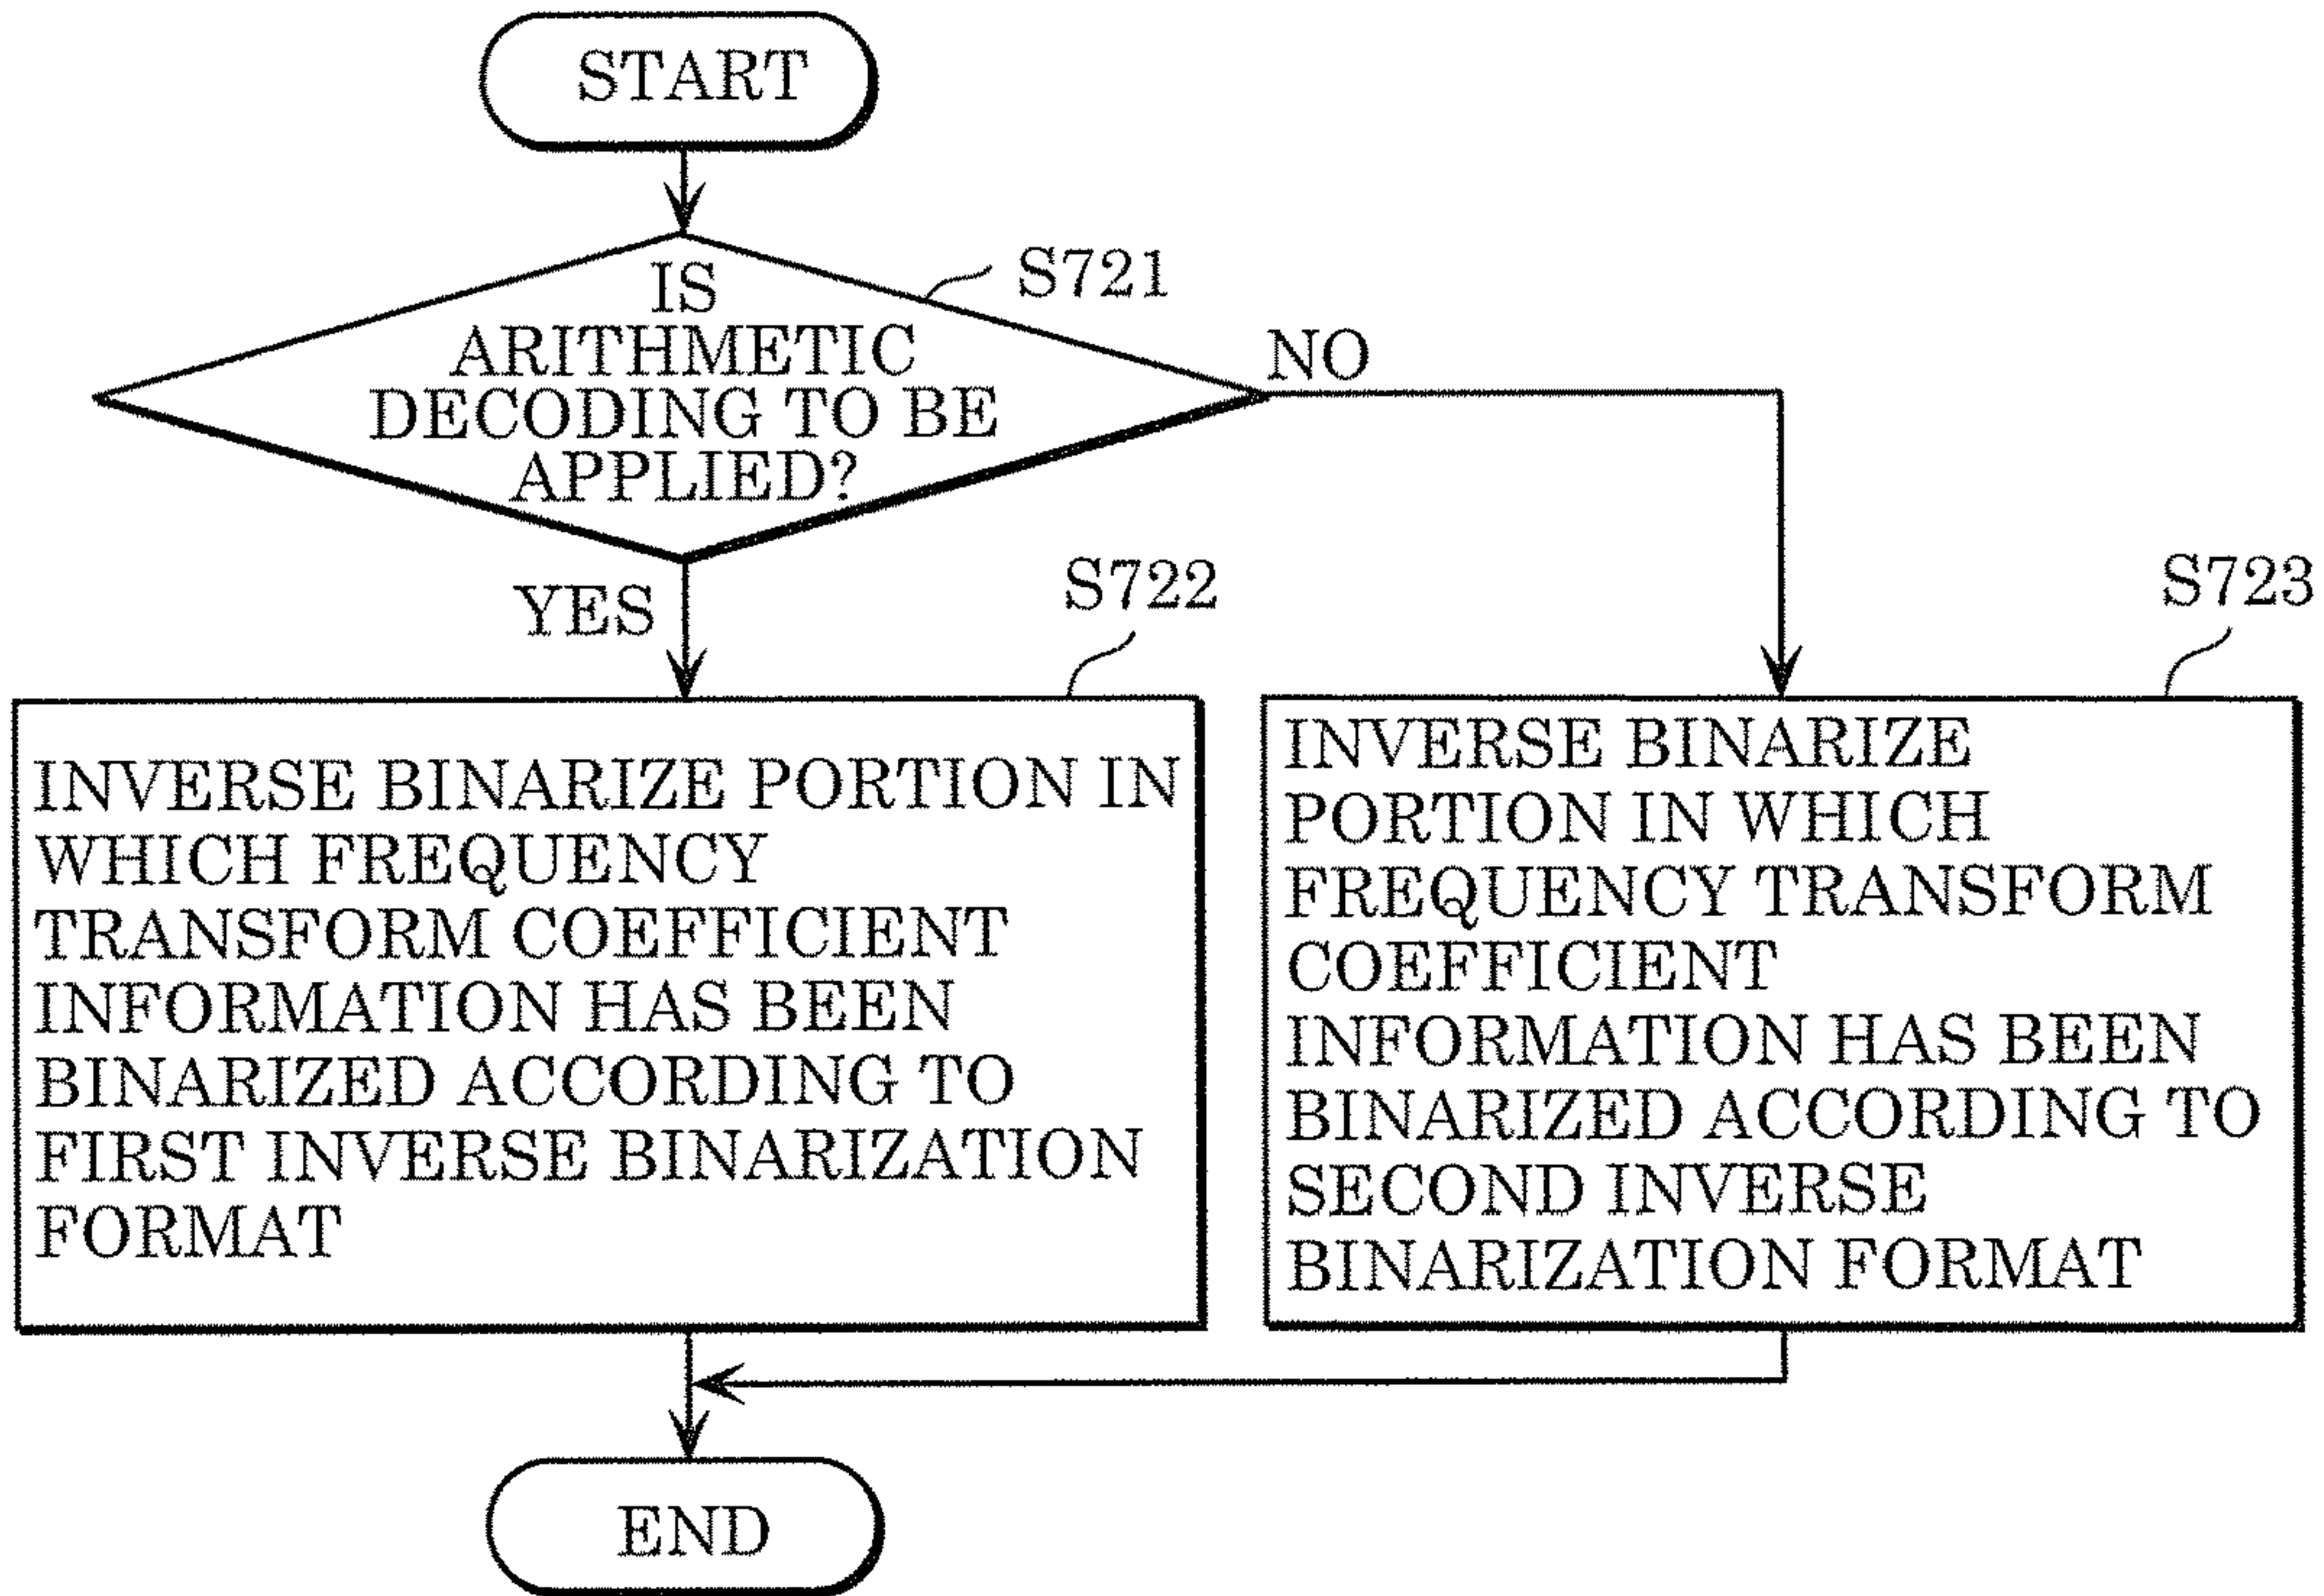 START
IS
ARITHMETIC
DECODING TO BE
APPLIED?
S721
NO
YES
S722
INVERSE BINARIZE PORTION IN
WHICH FREQUENCY
TRANSFORM COEFFICIENT
INFORMATION HAS BEEN
BINARIZED ACCORDING TO
FIRST INVERSE BINARIZATION
FORMAT
S723
INVERSE BINARIZE
PORTION IN WHICH
FREQUENCY TRANSFORM
COEFFICIENT
INFORMATION HAS BEEN
BINARIZED ACCORDING TO
SECOND INVERSE
BINARIZATION FORMAT
END